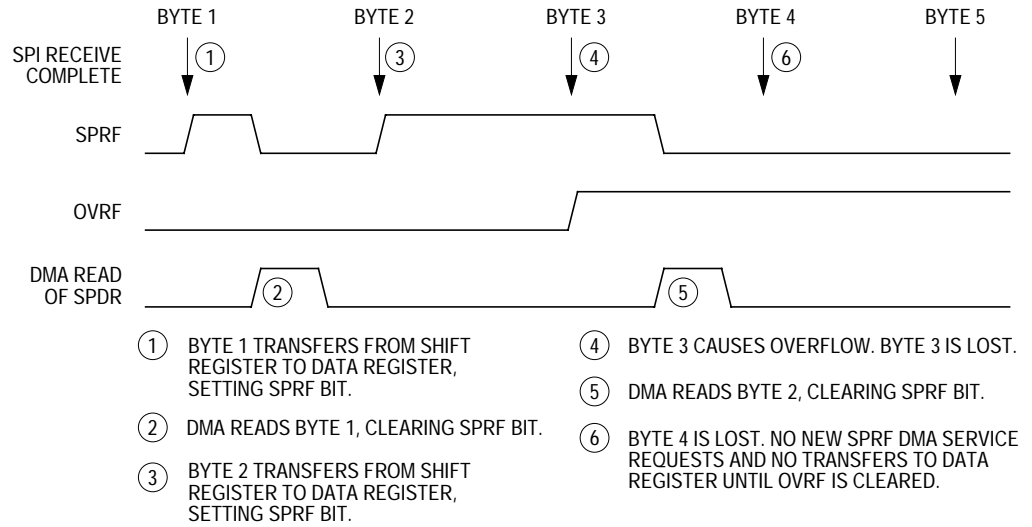 BYTE 1 BYTE 2 BYTE 3 BYTE 4 BYTE 5
SPI RECEIVE
COMPLETE
1 3 4 6
SPRF
OVRF
DMA READ
OF SPDR
2 5
1 BYTE 1 TRANSFERS FROM SHIFT
REGISTER TO DATA REGISTER,
SETTING SPRF BIT.
2 DMA READS BYTE 1, CLEARING SPRF BIT.
3 BYTE 2 TRANSFERS FROM SHIFT
REGISTER TO DATA REGISTER,
SETTING SPRF BIT.
4 BYTE 3 CAUSES OVERFLOW. BYTE 3 IS LOST.
5 DMA READS BYTE 2, CLEARING SPRF BIT.
6 BYTE 4 IS LOST. NO NEW SPRF DMA SERVICE
REQUESTS AND NO TRANSFERS TO DATA
REGISTER UNTIL OVRF IS CLEARED.